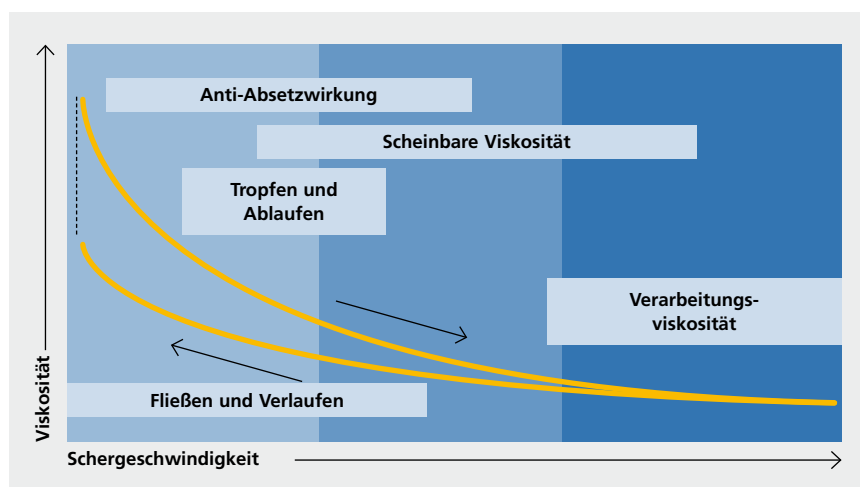 Anti-Absetzwirkung
Scheinbare Viskosität
Tropfen und
Ablaufen
Verarbeitungs-
viskosität
Fließen und Verlaufen
Viskosität
Schergeschwindigkeit